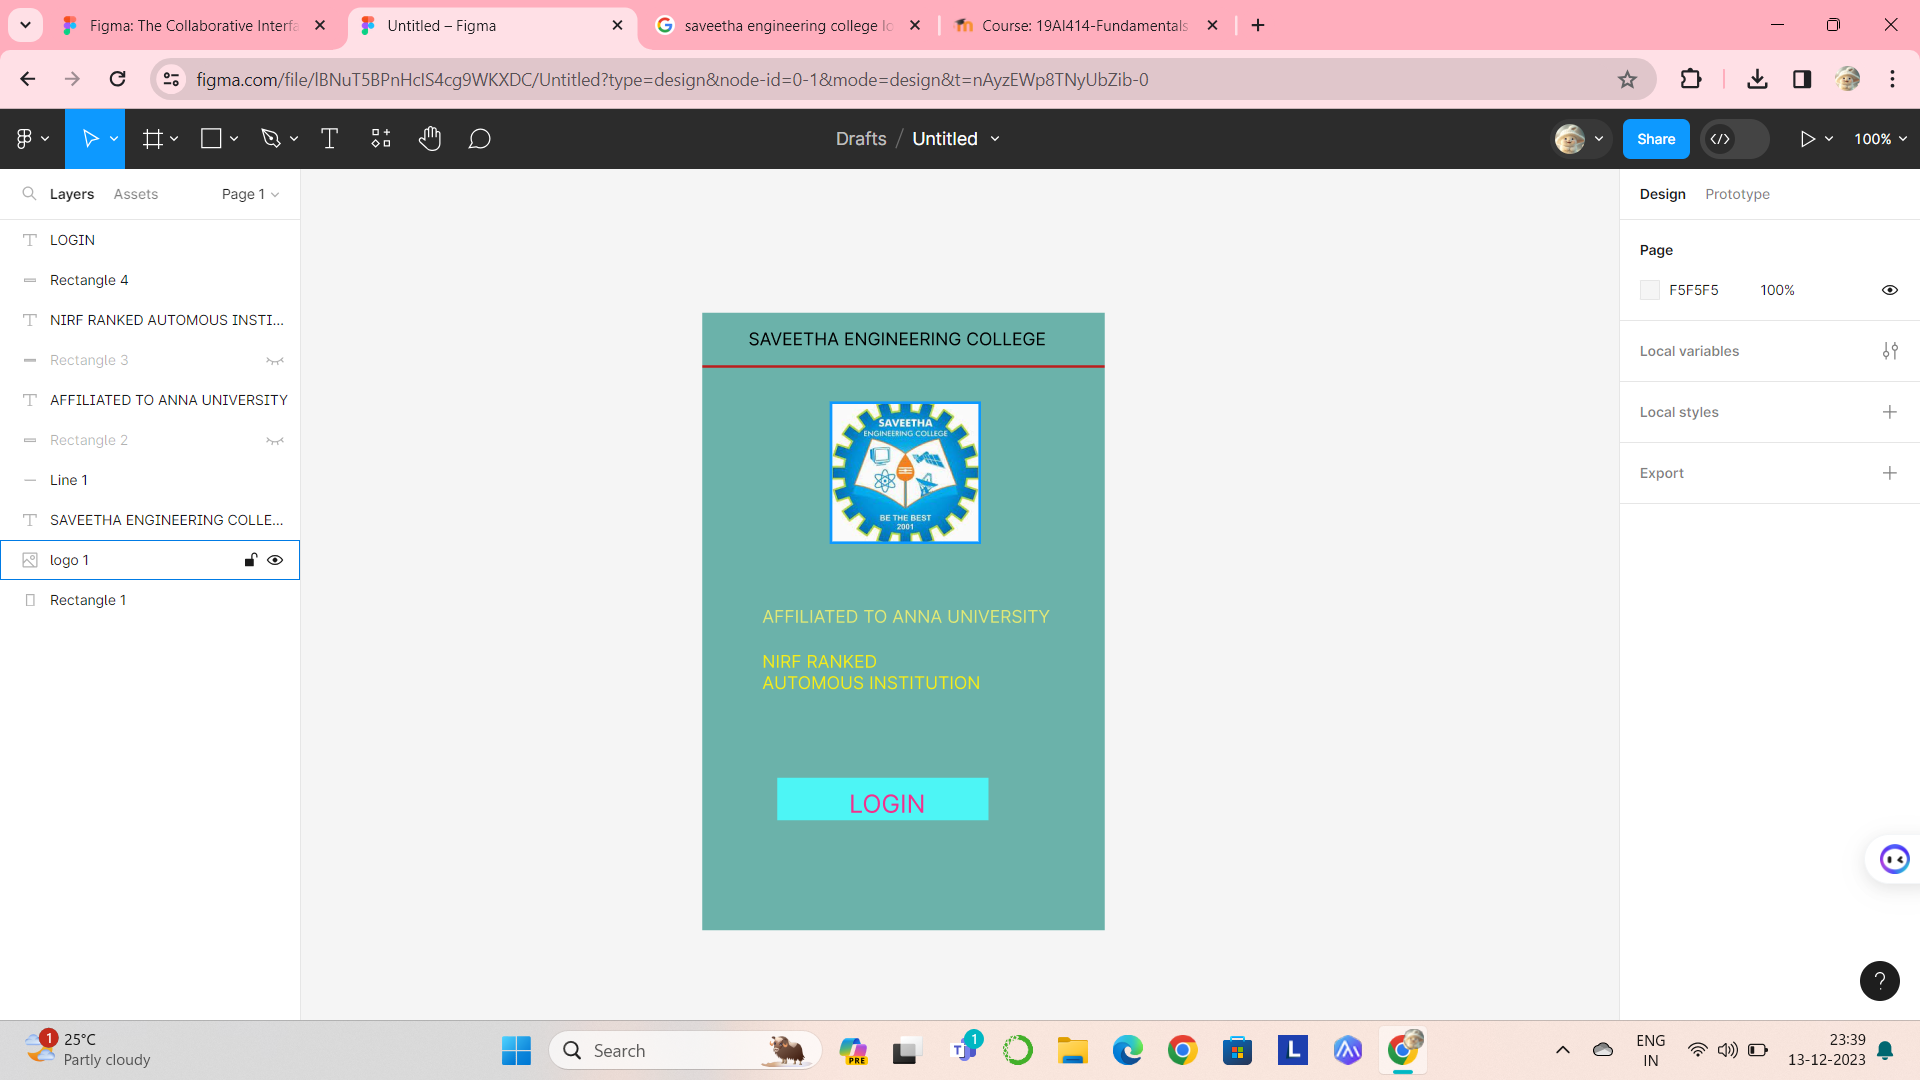 Figma: The Collaborative Interfa
Untitled – Figma
saveetha engineering college lo
Course: 19AI414-Fundamentals
figma.com/file/lBNuT5BPnHcIS4cg9WKXDC/Untitled?type=design&node-id=0-1&mode=design&t=nAyzEWp8TNyUbZib-0
Drafts / Untitled
Share
100%
Layers
Assets
Page 1
LOGIN
Rectangle 4
NIRF RANKED AUTOMOUS INSTI...
Rectangle 3
AFFILIATED TO ANNA UNIVERSITY
Rectangle 2
Line 1
SAVEETHA ENGINEERING COLLE...
logo 1
Rectangle 1
SAVEETHA ENGINEERING COLLEGE
SAVEETHA
ENGINEERING COLLEGE
BE THE BEST
2001
AFFILIATED TO ANNA UNIVERSITY
NIRF RANKED
AUTOMOUS INSTITUTION
LOGIN
Design
Prototype
Page
F5F5F5
100%
Local variables
Local styles
Export
?
1
25°C
Partly cloudy
Search
PRE
1
T
L
ENG
IN
23:39
13-12-2023